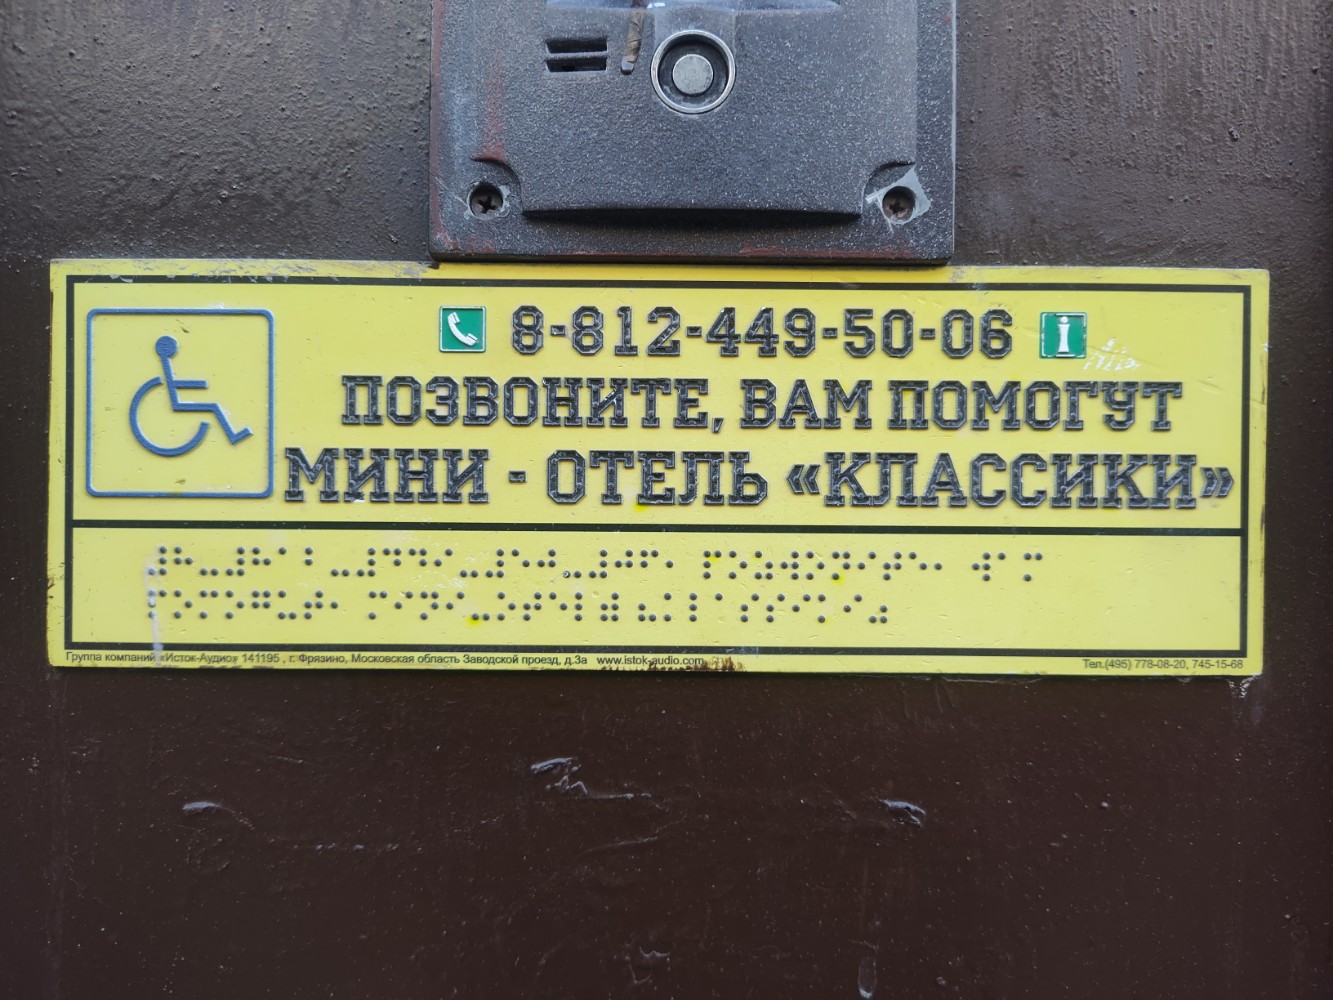 8-812-449-50-06
ПОЗВОНИТЕ, ВАМ ПОМОГУТ
МИНИ - ОТЕЛЬ «КЛАССИКИ»
Группа компаний «Исток-Аудио» 141195 , г. Фрязино, Московская область Заводской проезд, д.3а www.istok-audio.com
Тел.(495) 778-08-20, 745-15-68